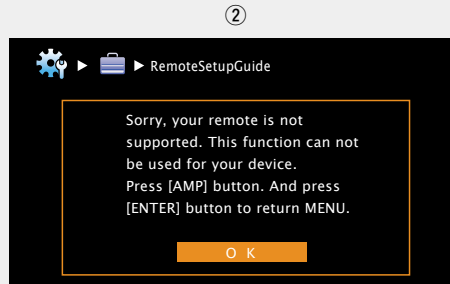 ②
▶ ▶ RemoteSetupGuide
Sorry, your remote is not
supported. This function can not
be used for your device.
Press [AMP] button. And press
[ENTER] button to return MENU.
O K